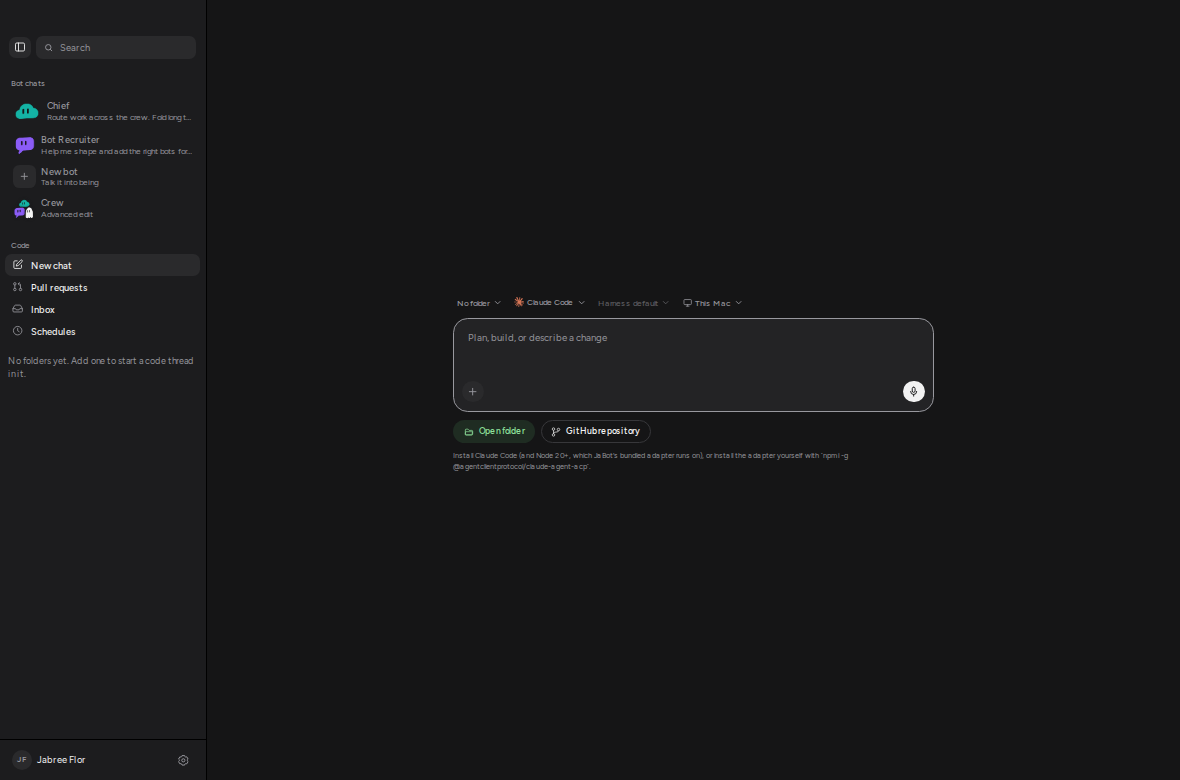 Search
Bot chats
Chief
Route work across the crew. Fold long t...
Bot Recruiter
Help me shape and add the right bots for...
New bot
Talk it into being
Crew
Advanced edit
Code
New chat
Pull requests
Inbox
Schedules
No folders yet. Add one to start a code thread
in it.
JF
Jabree Flor
No folder
Claude Code
Harness default
This Mac
Plan, build, or describe a change
Open folder
GitHub repository
Install Claude Code (and Node 20+, which JaBot's bundled adapter runs on), or install the adapter yourself with `npm i -g
@agentclientprotocol/claude-agent-acp`.